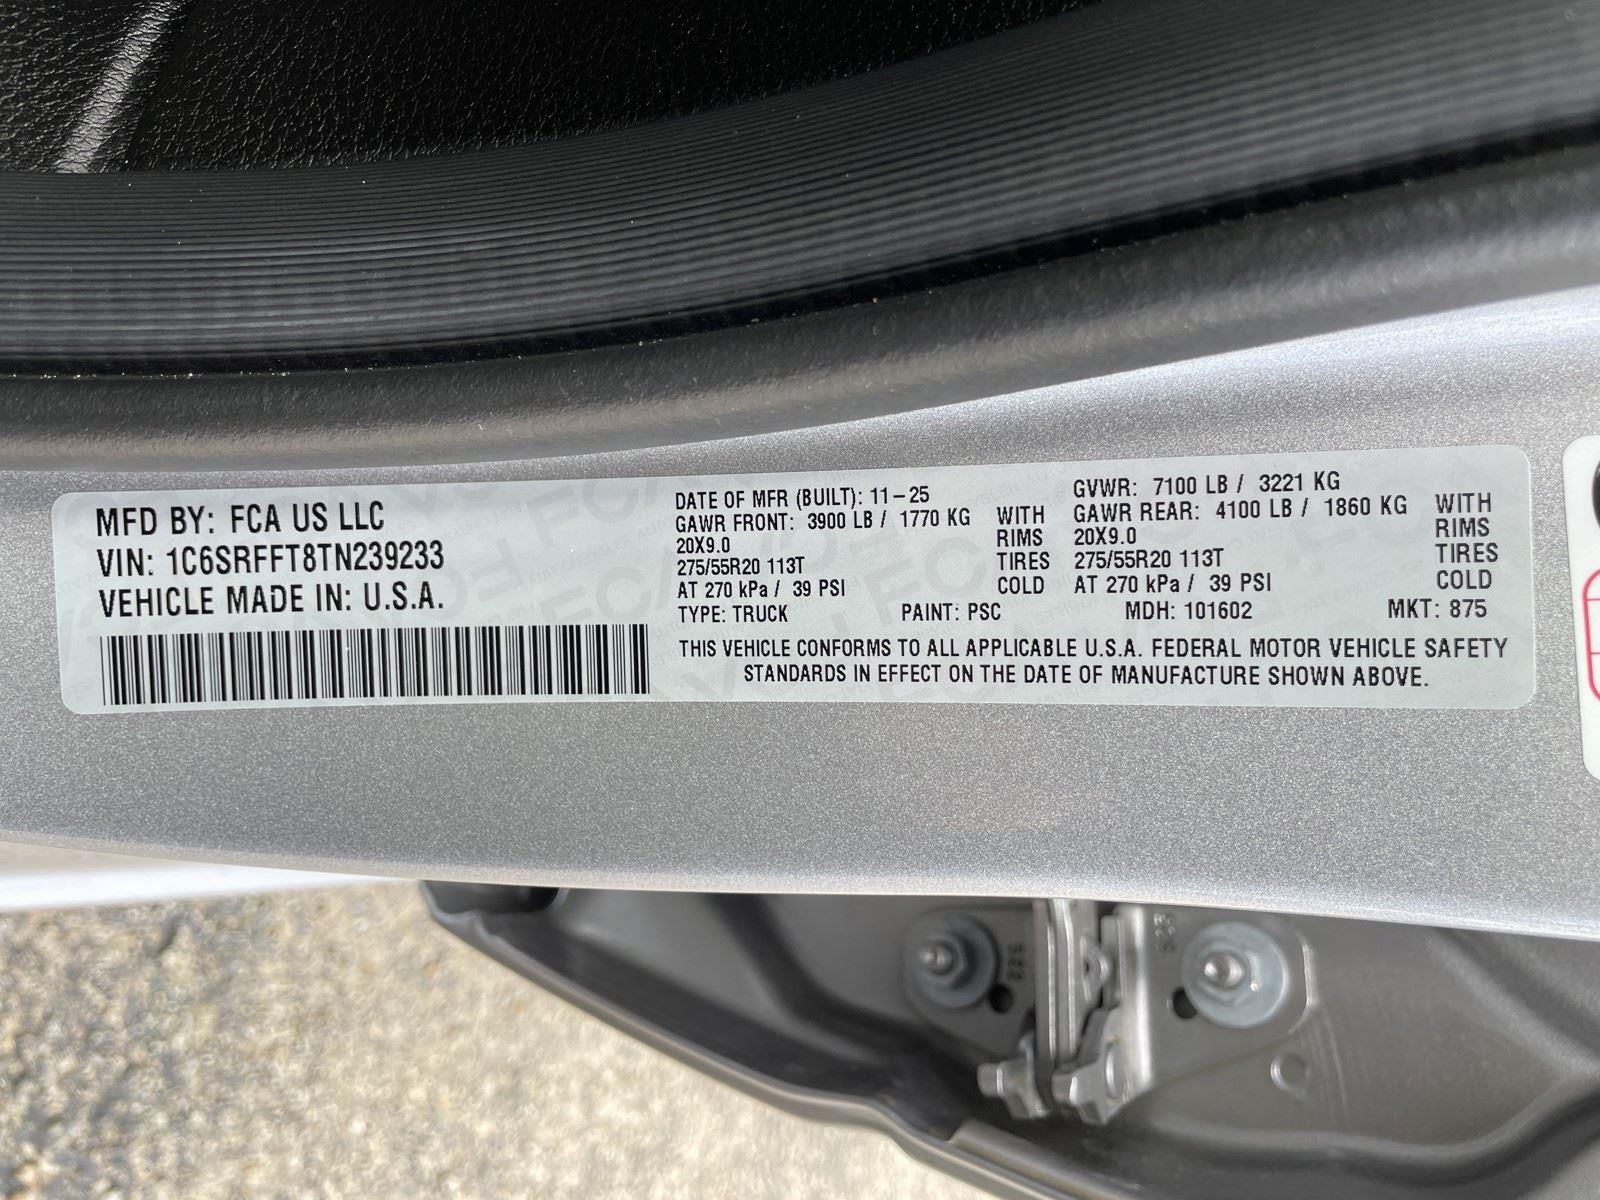 MFD BY: FCA US LLC
VIN: 1C6SRFFT8TN239233
VEHICLE MADE IN: U.S.A.
DATE OF MFR (BUILT): 11-25
GAWR FRONT: 3900 LB / 1770 KG WITH
20X9.0 RIMS
275/55R20 113T TIRES
AT 270 kPa / 39 PSI COLD
GVWR: 7100 LB / 3221 KG
GAWR REAR: 4100 LB / 1860 KG WITH
20X9.0 RIMS
275/55R20 113T TIRES
AT 270 kPa / 39 PSI COLD
TYPE: TRUCK PAINT: PSC MDH: 101602 MKT: 875
THIS VEHICLE CONFORMS TO ALL APPLICABLE U.S.A. FEDERAL MOTOR VEHICLE SAFETY
STANDARDS IN EFFECT ON THE DATE OF MANUFACTURE SHOWN ABOVE.